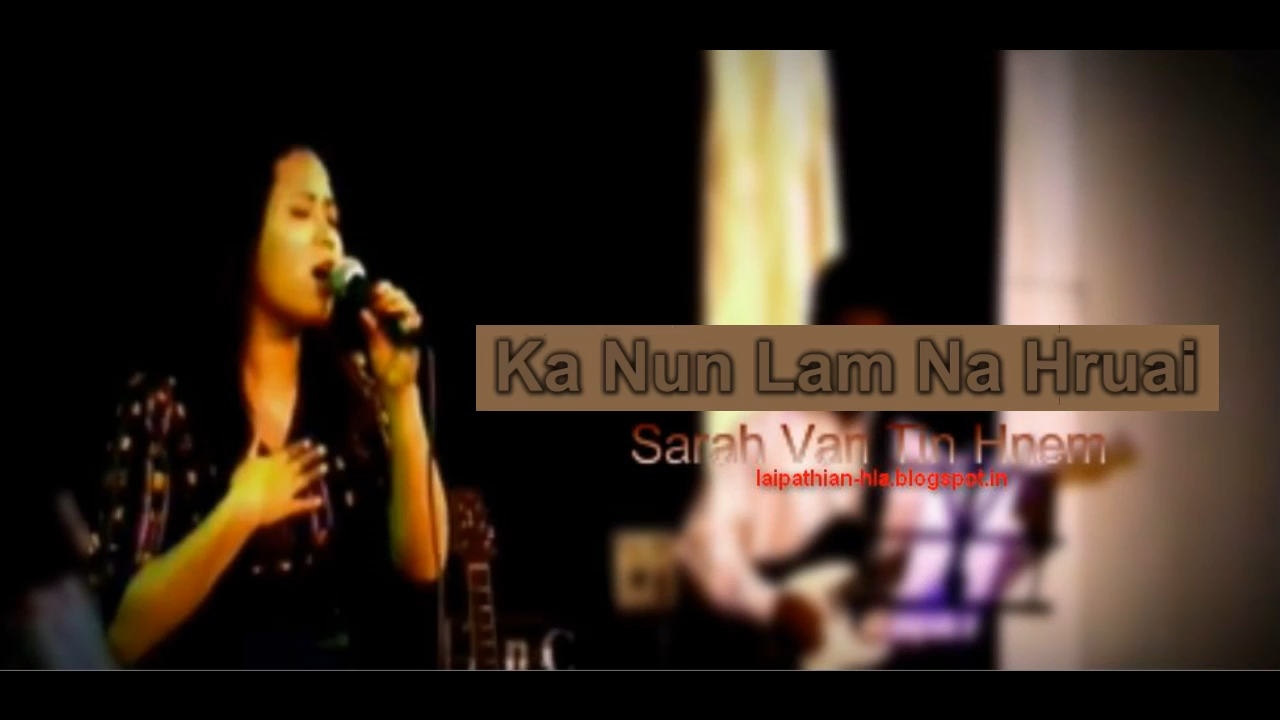 Ka Nun Lam Na Hruai
Sarah Van Tin Hnem
laipathian-hla.blogspot.in